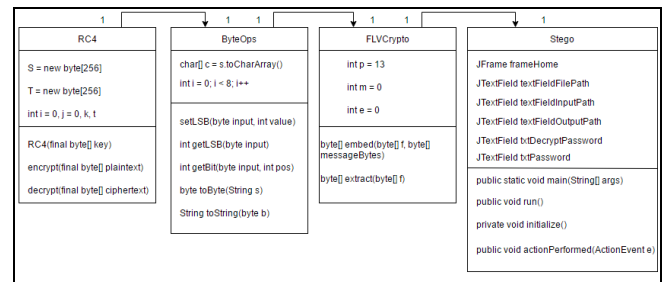 1 1 1 1 1 1
RC4
S = new byte[256]
T = new byte[256]
int i = 0, j = 0, k, t
RC4(final byte[] key)
encrypt(final byte[] plaintext)
decrypt(final byte[] ciphertext)
ByteOps
char[] c = s.toCharArray()
int i = 0; i < 8; i++
setLSB(byte input, int value)
int getLSB(byte input)
int getBit(byte input, int pos)
byte toByte(String s)
String toString(byte b)
FLVCrypto
int p = 13
int m = 0
int e = 0
byte[] embed(byte[] f, byte[]
messageBytes)
byte[] extract(byte[] f)
Stego
JFrame frameHome
JTextField textFieldFilePath
JTextField textFieldInputPath
JTextField textFieldOutputPath
JTextField txtDecryptPassword
JTextField txtPassword
public static void main(String[] args)
public void run()
private void initialize()
public void actionPerformed(ActionEvent e)